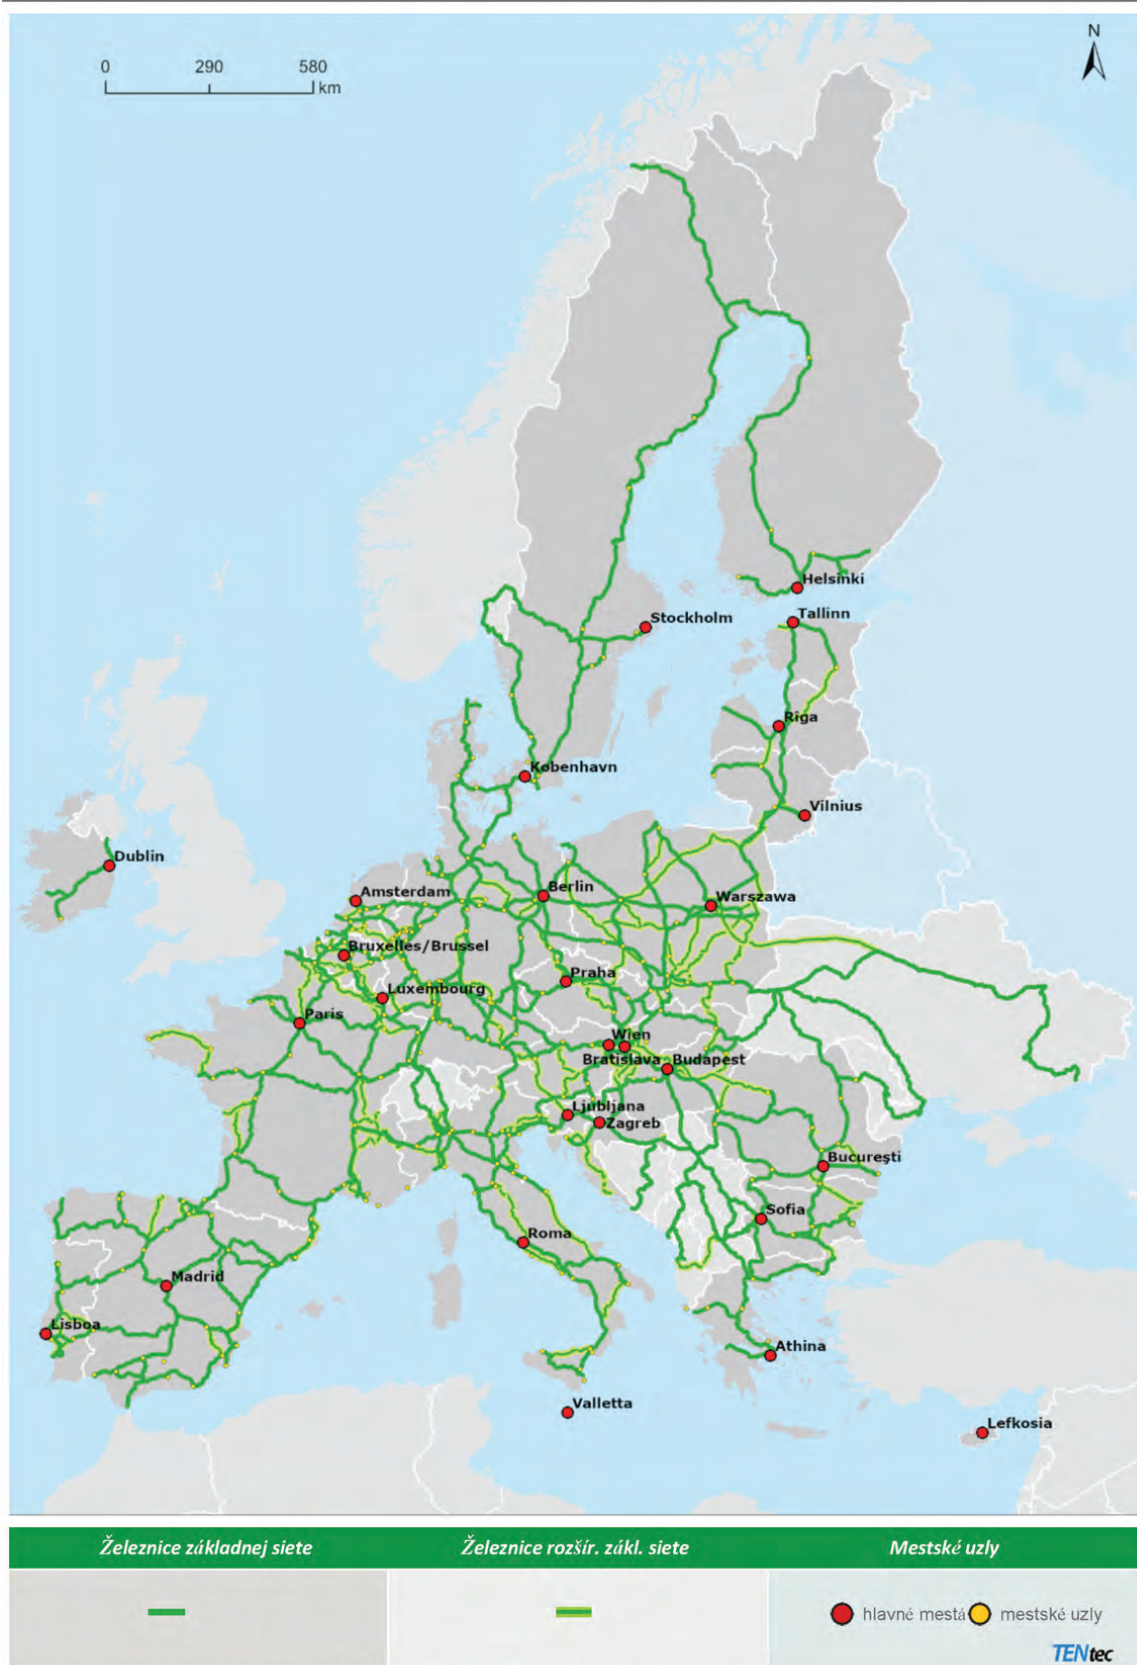 0 290 580
km
N
Helsinki
Tallinn
Stockholm
Rīga
København
Vilnius
Dublin
Amsterdam
Berlin
Warszawa
Bruxelles/Brussel
Praha
Luxembourg
Paris
Wien
Bratislava
Budapest
Ljubljana
Zagreb
Bucureşti
Sofia
Roma
Madrid
Lisboa
Athina
Valletta
Lefkosia
Železnice základnej siete
Železnice rozšír. zákl. siete
Mestské uzly
hlavné mestá
mestské uzly
TENtec